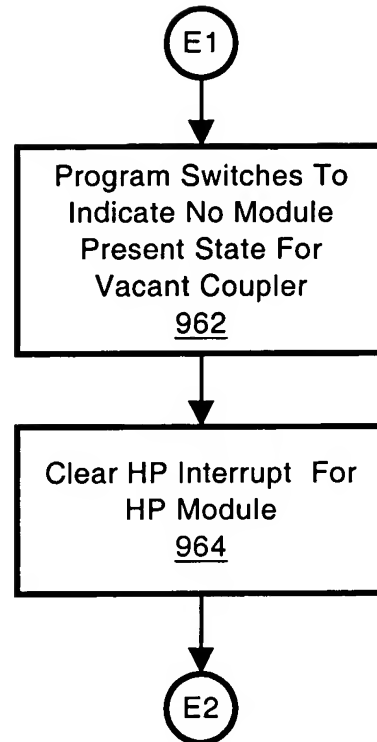 E1
Program Switches To
Indicate No Module
Present State For
Vacant Coupler
962
Clear HP Interrupt For
HP Module
964
E2